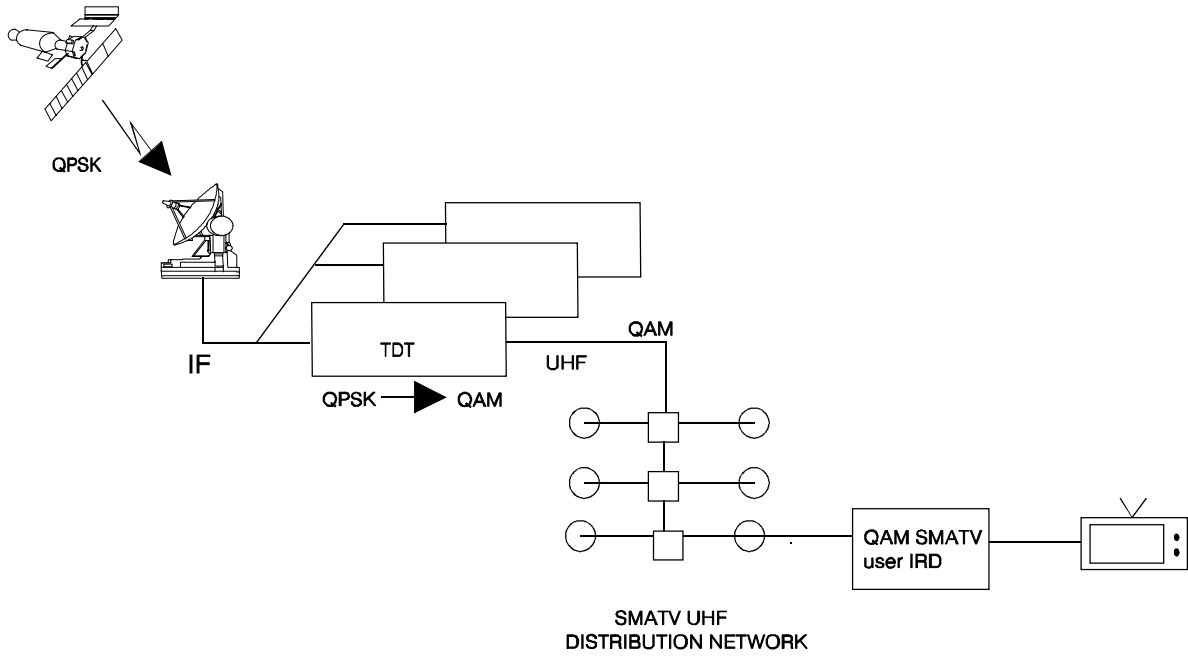 QPSK
IF
TDT
QPSK QAM
QAM
UHF
QAM SMATV
user IRD
SMATV UHF
DISTRIBUTION NETWORK